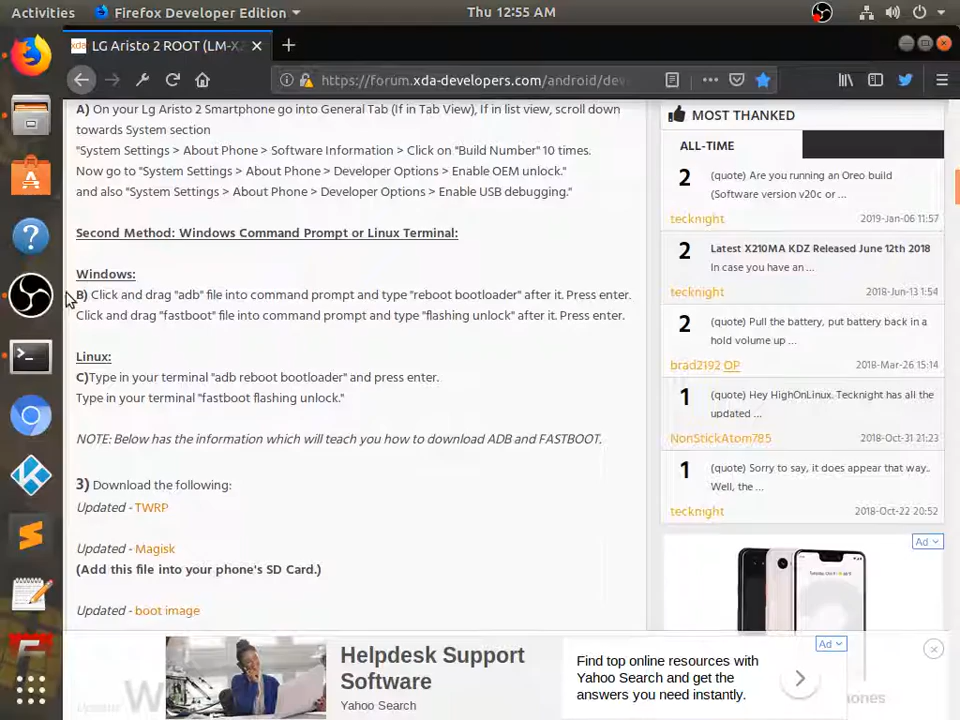 Activities
Firefox Developer Edition
Thu 12:55 AM
LG Aristo 2 ROOT (LM-X
https://forum.xda-developers.com/android/dev
A) On your Lg Aristo 2 Smartphone go into General Tab (If in Tab View), If in list view, scroll down
towards System section
"System Settings > About Phone > Software Information > Click on "Build Number" 10 times.
Now go to "System Settings > About Phone > Developer Options > Enable OEM unlock."
and also "System Settings > About Phone > Developer Options > Enable USB debugging."
Second Method: Windows Command Prompt or Linux Terminal:
Windows:
B) Click and drag "adb" file into command prompt and type "reboot bootloader" after it. Press enter.
Click and drag "fastboot" file into command prompt and type "flashing unlock" after it. Press enter.
Linux:
C)Type in your terminal "adb reboot bootloader" and press enter.
Type in your terminal "fastboot flashing unlock."
NOTE: Below has the information which will teach you how to download ADB and FASTBOOT.
3) Download the following:
Updated - TWRP
Updated - Magisk
(Add this file into your phone's SD Card.)
Updated - boot image
MOST THANKED
ALL-TIME
2 (quote) Are you running an Oreo build
(Software version v20c or ...
tecknight 2019-Jan-06 11:57
2 Latest X210MA KDZ Released June 12th 2018
In case you have an ...
tecknight 2018-Jun-13 1:54
2 (quote) Pull the battery, put battery back in a
hold volume up ...
brad2192 OP 2018-Mar-26 15:14
1 (quote) Hey HighOnLinux. Tecknight has all the
updated ...
NonStickAtom785 2018-Oct-31 21:23
1 (quote) Sorry to say, it does appear that way..
Well, the ...
tecknight 2018-Oct-22 20:52
Ad
Helpdesk Support
Software
Yahoo Search
Find top online resources with
Yahoo Search and get the
answers you need instantly.
Ad